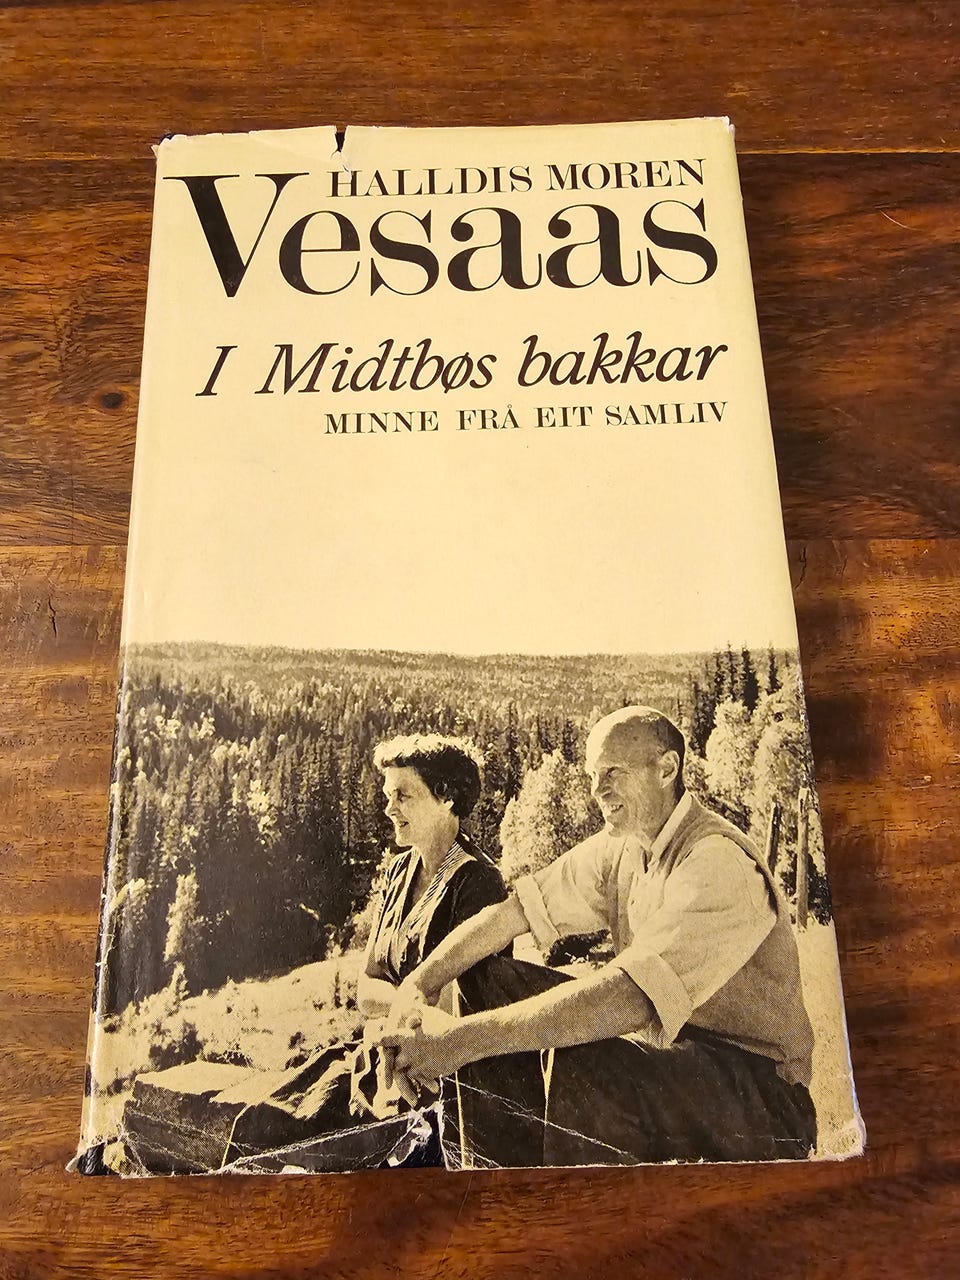 HALLDIS MOREN
Vesaas
I Midtbøs bakkar
MINNE FRÅ EIT SAMLIV